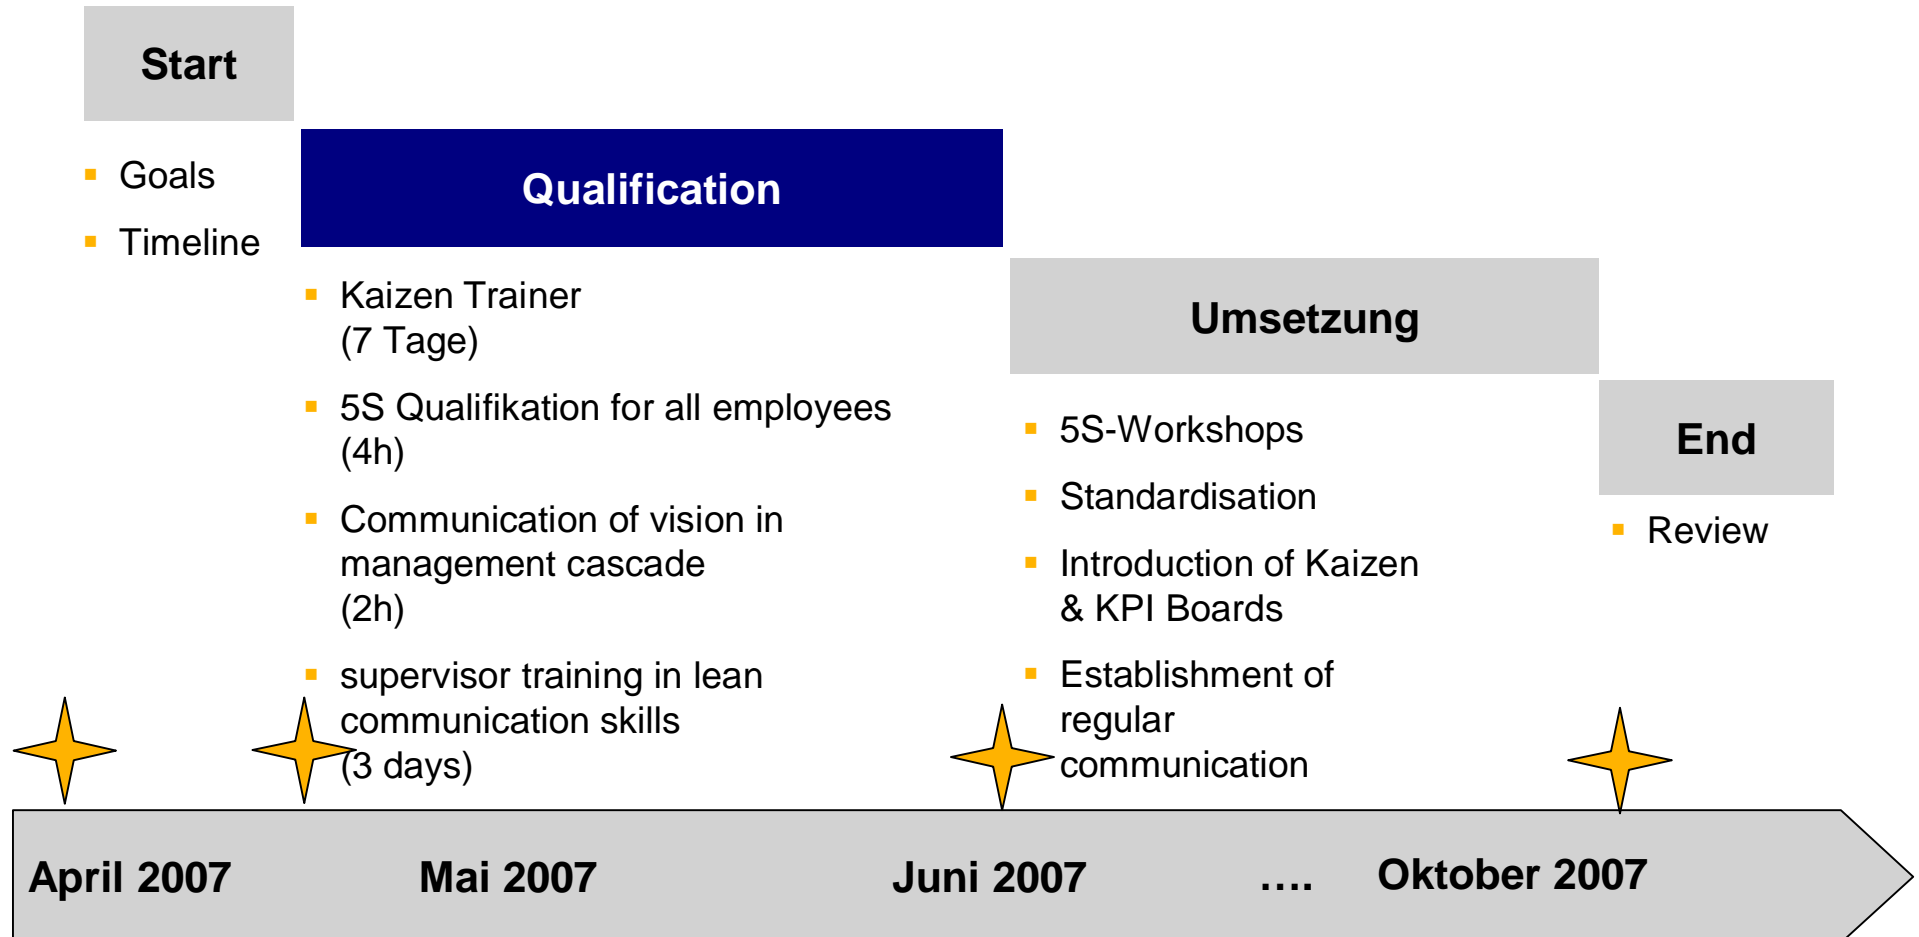 Start
Goals
Timeline
Qualification
Kaizen Trainer
(7 Tage)
5S Qualifikation for all employees
(4h)
Communication of vision in
management cascade
(2h)
supervisor training in lean
communication skills
(3 days)
Umsetzung
5S-Workshops
Standardisation
Introduction of Kaizen
& KPI Boards
Establishment of
regular
communication
End
Review
April 2007
Mai 2007
Juni 2007
....
Oktober 2007